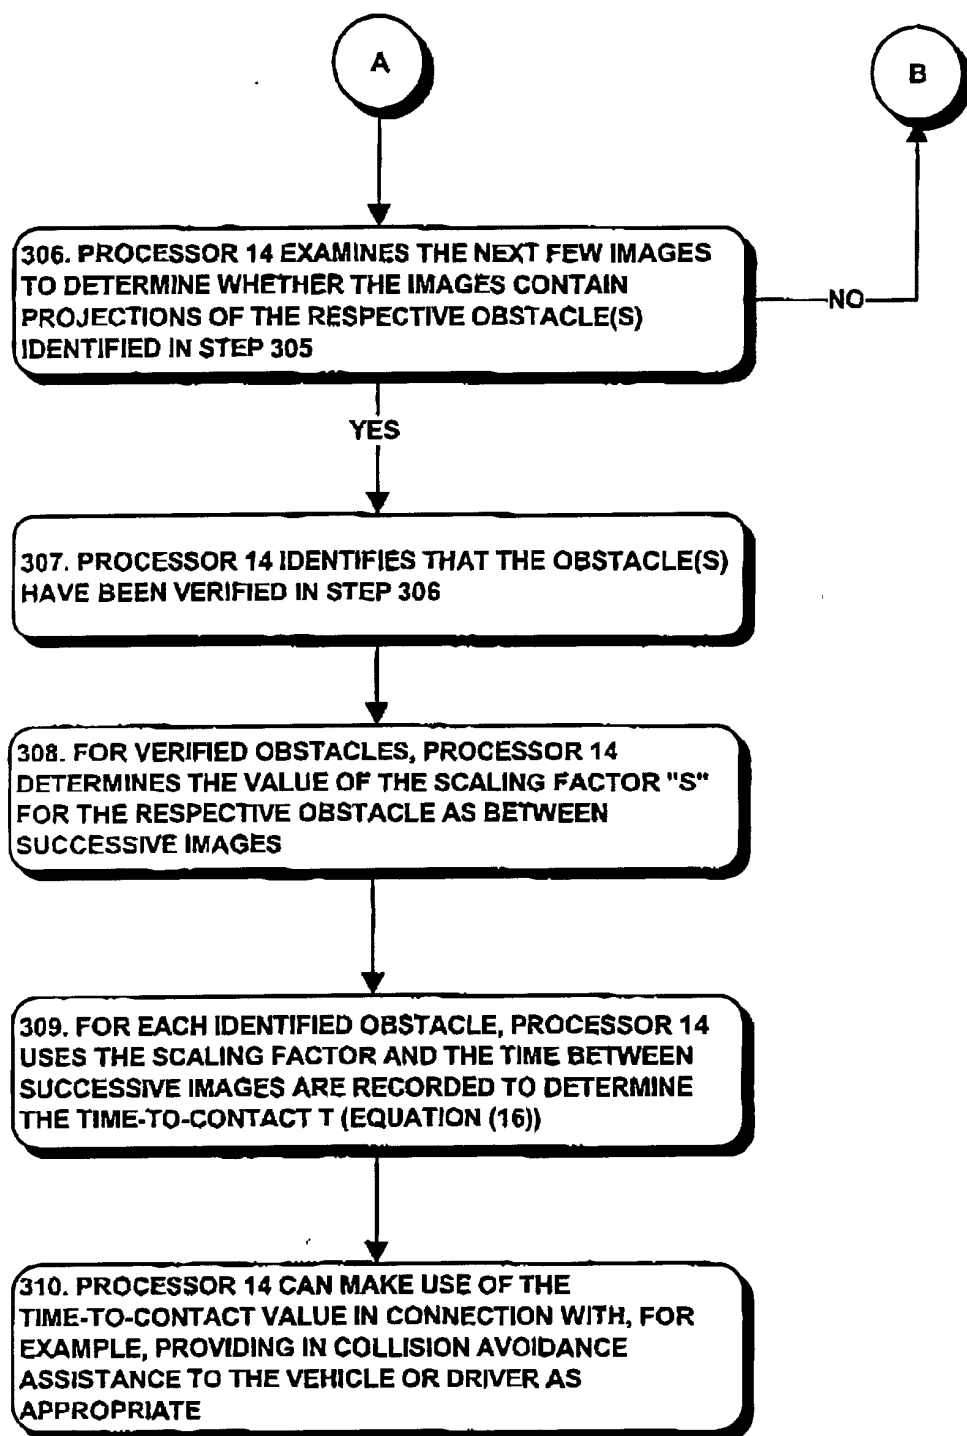 A
B
306. PROCESSOR 14 EXAMINES THE NEXT FEW IMAGES
TO DETERMINE WHETHER THE IMAGES CONTAIN
PROJECTIONS OF THE RESPECTIVE OBSTACLE(S)
IDENTIFIED IN STEP 305
NO
YES
307. PROCESSOR 14 IDENTIFIES THAT THE OBSTACLE(S)
HAVE BEEN VERIFIED IN STEP 306
308. FOR VERIFIED OBSTACLES, PROCESSOR 14
DETERMINES THE VALUE OF THE SCALING FACTOR "S"
FOR THE RESPECTIVE OBSTACLE AS BETWEEN
SUCCESSIVE IMAGES
309. FOR EACH IDENTIFIED OBSTACLE, PROCESSOR 14
USES THE SCALING FACTOR AND THE TIME BETWEEN
SUCCESSIVE IMAGES ARE RECORDED TO DETERMINE
THE TIME-TO-CONTACT T (EQUATION (16))
310. PROCESSOR 14 CAN MAKE USE OF THE
TIME-TO-CONTACT VALUE IN CONNECTION WITH, FOR
EXAMPLE, PROVIDING IN COLLISION AVOIDANCE
ASSISTANCE TO THE VEHICLE OR DRIVER AS
APPROPRIATE